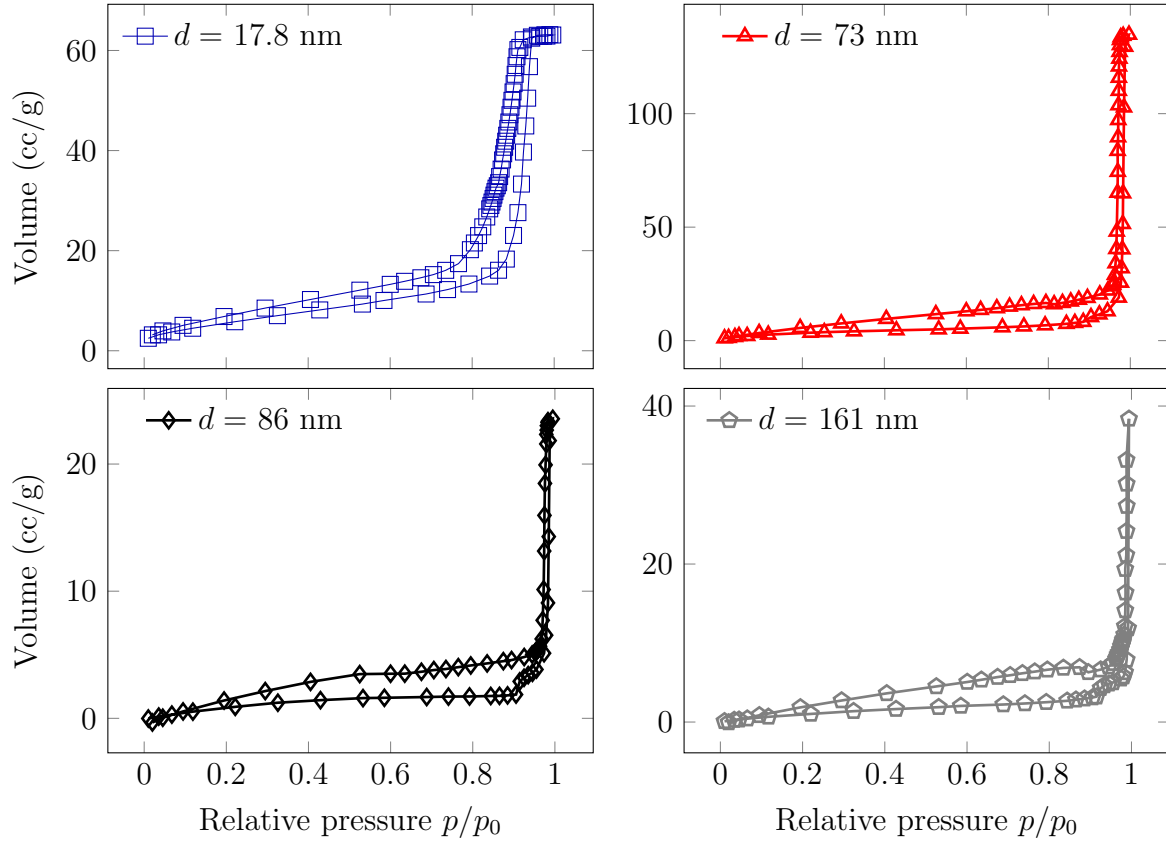 d = 17.8 nm
60
40
20
0
Volume (cc/g)
d = 73 nm
100
50
0
d = 86 nm
20
10
0
Volume (cc/g)
0 0.2 0.4 0.6 0.8 1
Relative pressure p/p₀
d = 161 nm
40
20
0
0 0.2 0.4 0.6 0.8 1
Relative pressure p/p₀